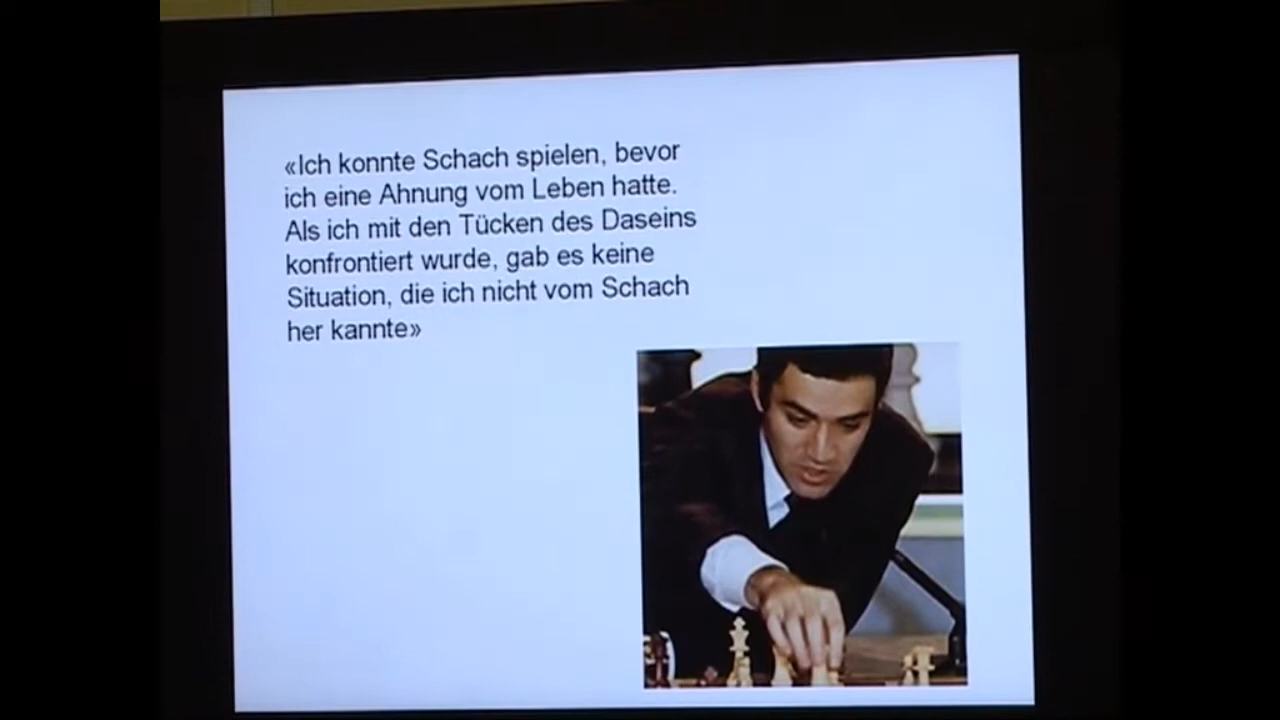 «Ich konnte Schach spielen, bevor
ich eine Ahnung vom Leben hatte.
Als ich mit den Tücken des Daseins
konfrontiert wurde, gab es keine
Situation, die ich nicht vom Schach
her kannte»